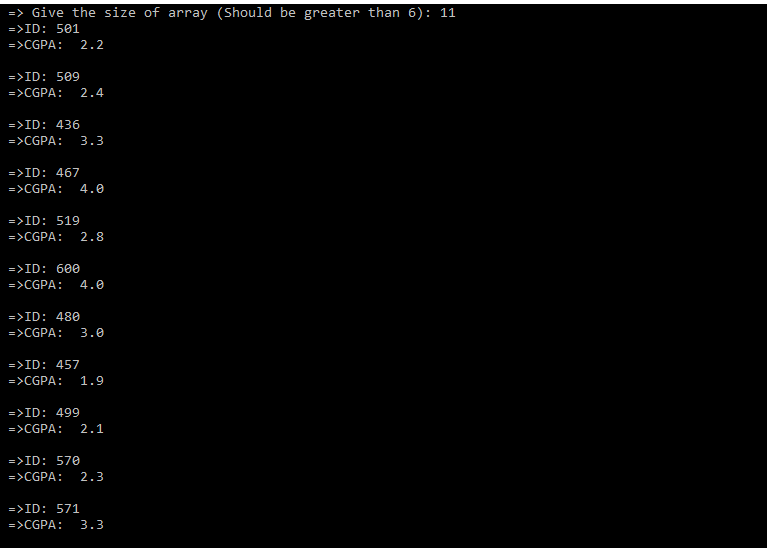 => Give the size of array (Should be greater than 6): 11
=>ID: 501
=>CGPA:  2.2
=>ID: 509
=>CGPA:  2.4
=>ID: 436
=>CGPA:  3.3
=>ID: 467
=>CGPA:  4.0
=>ID: 519
=>CGPA:  2.8
=>ID: 600
=>CGPA:  4.0
=>ID: 480
=>CGPA:  3.0
=>ID: 457
=>CGPA:  1.9
=>ID: 499
=>CGPA:  2.1
=>ID: 570
=>CGPA:  2.3
=>ID: 571
=>CGPA:  3.3